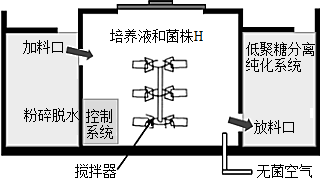 培养液和菌株H
加料口
低聚糖分离
纯化系统
粉碎脱水
控制
系统
放料口
搅拌器
无菌空气